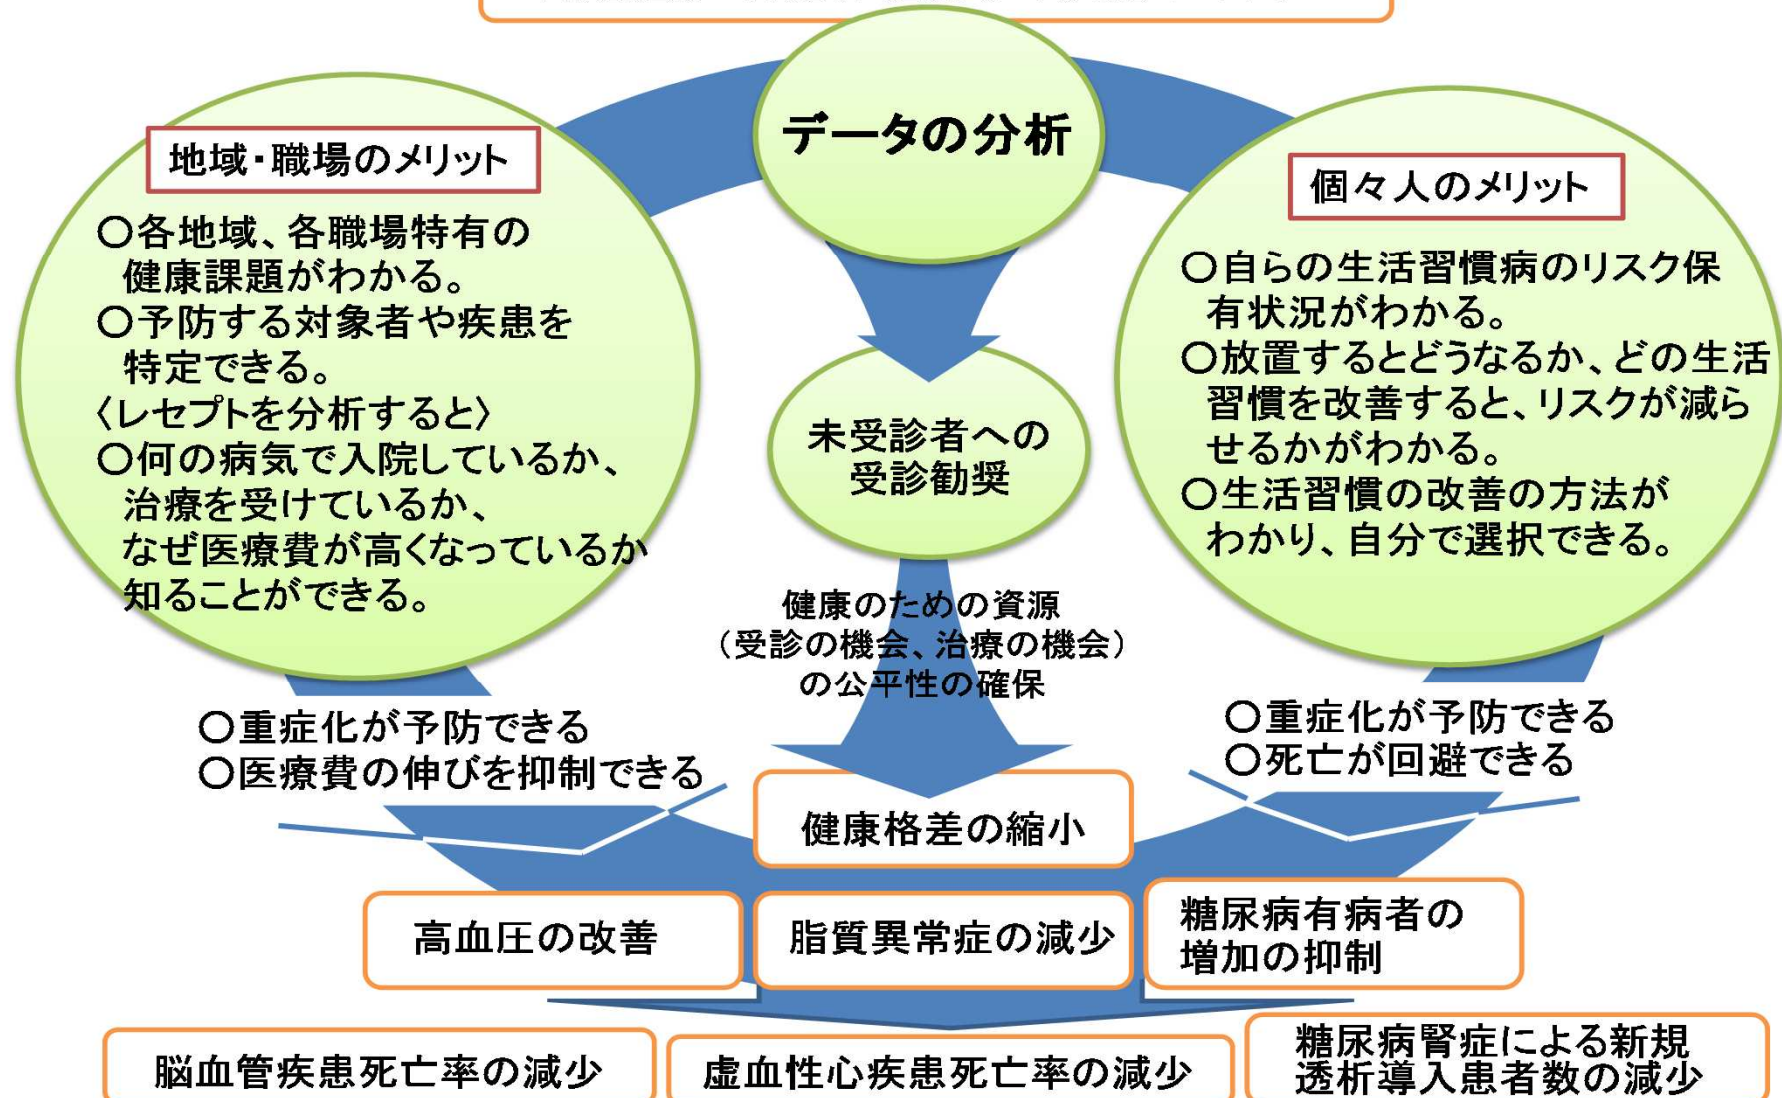 データの分析
地域・職場のメリット
○各地域、各職場特有の
健康課題がわかる。
○予防する対象者や疾患を
特定できる。
〈レセプトを分析すると〉
○何の病気で入院しているか、
治療を受けているか、
なぜ医療費が高くなっているか
知ることができる。
個々人のメリット
○自らの生活習慣病のリスク保
有状況がわかる。
○放置するとどうなるか、どの生活
習慣を改善すると、リスクが減ら
せるかがわかる。
○生活習慣の改善の方法が
わかり、自分で選択できる。
未受診者への
受診勧奨
健康のための資源
（受診の機会、治療の機会）
の公平性の確保
○重症化が予防できる
○医療費の伸びを抑制できる
○重症化が予防できる
○死亡が回避できる
健康格差の縮小
高血圧の改善
脂質異常症の減少
糖尿病有病者の
増加の抑制
脳血管疾患死亡率の減少
虚血性心疾患死亡率の減少
糖尿病腎症による新規
透析導入患者数の減少